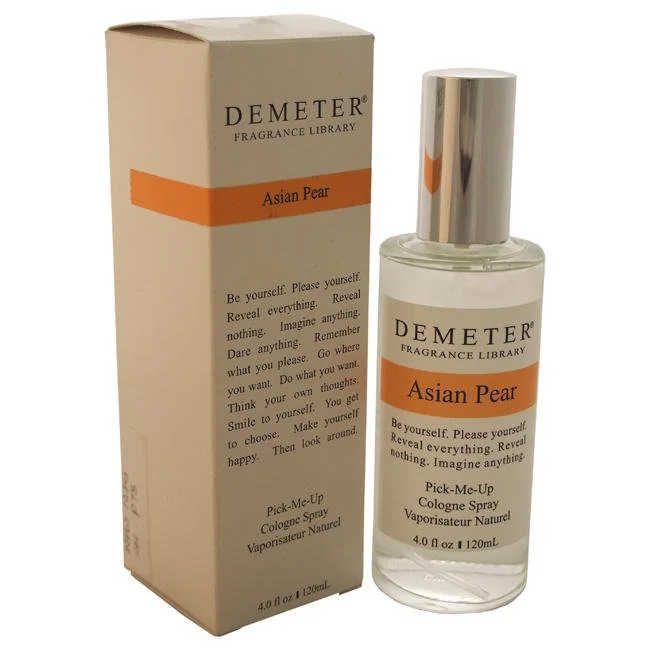 DEMETER®
FRAGRANCE LIBRARY
Asian Pear
Be yourself. Please yourself.
Reveal everything. Reveal
nothing. Imagine anything.
Dare anything. Remember
what you please. Go where
you want. Do what you want.
Think your own thoughts.
Smile to yourself. You get
to choose. Make yourself
happy. Then look around.
Pick-Me-Up
Cologne Spray
Vaporisateur Naturel
4.0 fl oz 120mL
DEMETER®
FRAGRANCE LIBRARY
Asian Pear
Be yourself. Please yourself.
Reveal everything. Reveal
nothing. Imagine anything.
Pick-Me-Up
Cologne Spray
Vaporisateur Naturel
4.0 fl oz 120mL